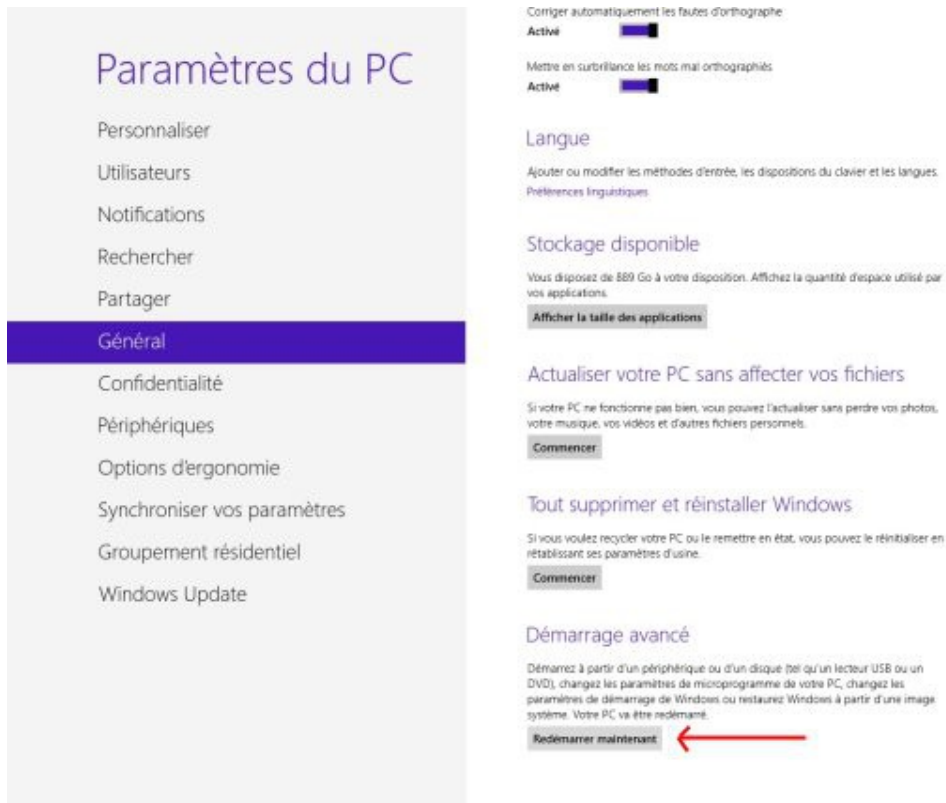 Paramètres du PC
Personnaliser
Utilisateurs
Notifications
Rechercher
Partager
Général
Confidentialité
Périphériques
Options d'ergonomie
Synchroniser vos paramètres
Groupement résidentiel
Windows Update
Corriger automatiquement les fautes d'orthographe
Activé
Mettre en surbrillance les mots mal orthographiés
Activé
Langue
Ajouter ou modifier les méthodes d'entrée, les dispositions du clavier et les langues.
Préférences linguistiques
Stockage disponible
Vous disposez de 889 Go à votre disposition. Affichez la quantité d'espace utilisé par
vos applications.
Afficher la taille des applications
Actualiser votre PC sans affecter vos fichiers
Si votre PC ne fonctionne pas bien, vous pouvez l'actualiser sans perdre vos photos,
votre musique, vos vidéos et d'autres fichiers personnels.
Commencer
Tout supprimer et réinstaller Windows
Si vous voulez recycler votre PC ou le remettre en état, vous pouvez le réinitialiser en
rétablissant ses paramètres d'usine.
Commencer
Démarrage avancé
Démarrez à partir d'un périphérique ou d'un disque (tel qu'un lecteur USB ou un
DVD), changez les paramètres de microprogramme de votre PC, changez les
paramètres de démarrage de Windows ou restaurez Windows à partir d'une image
système. Votre PC va être redémarré.
Redémarrer maintenant